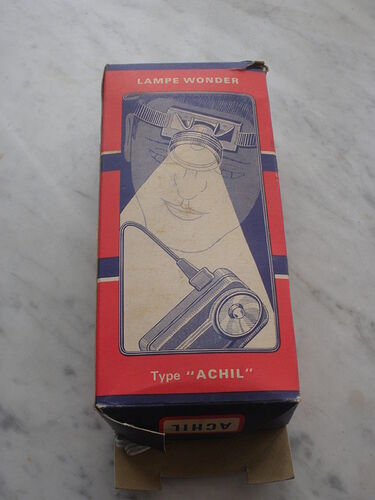 LAMPE WONDER
Type "ACHIL"
ACHIL